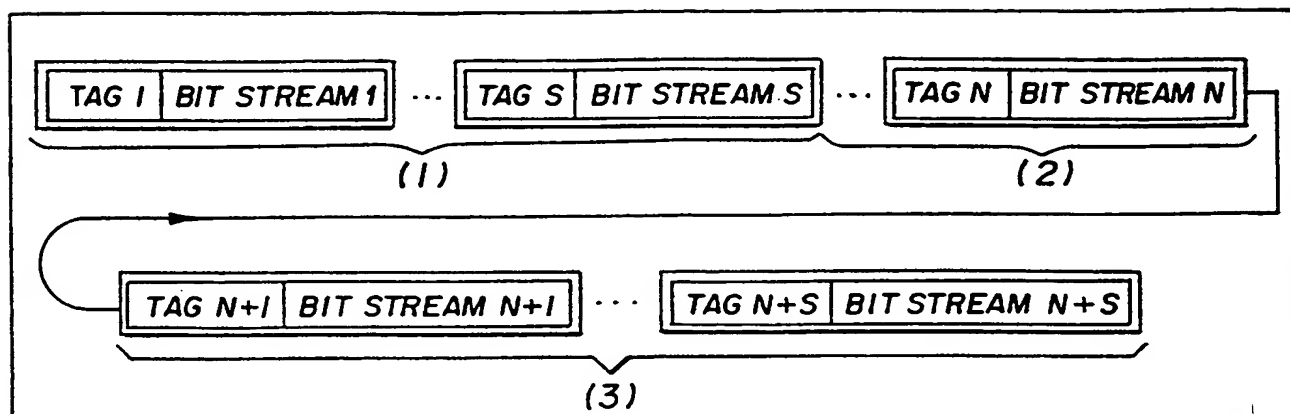 TAG 1 BIT STREAM 1 ... TAG S BIT STREAM S ... TAG N BIT STREAM N
(1) (2)
TAG N+1 BIT STREAM N+1 ... TAG N+S BIT STREAM N+S
(3)